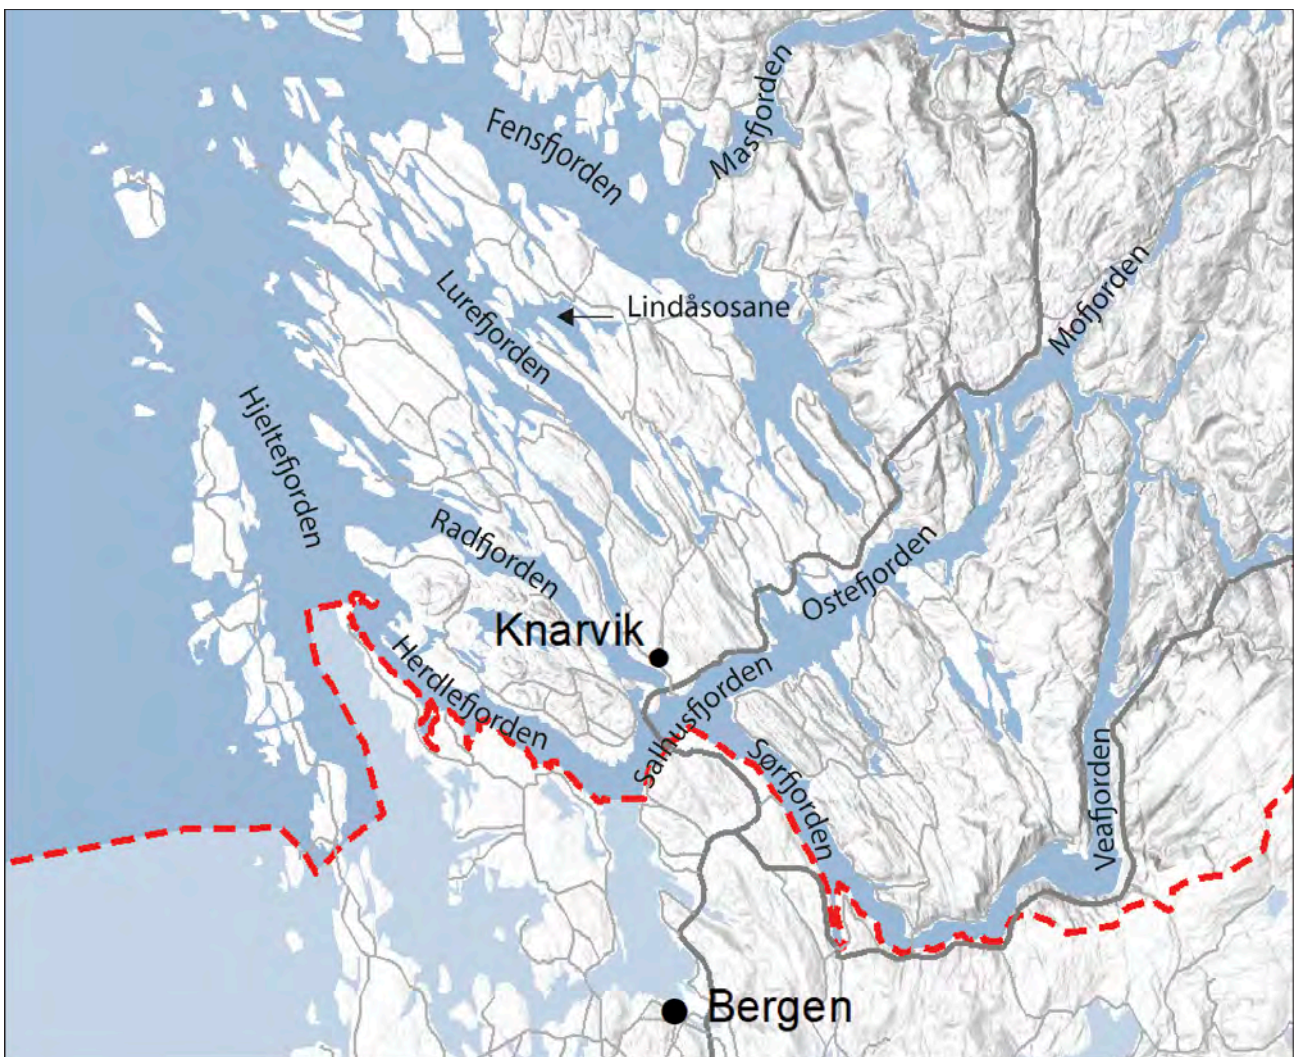 Masfjorden
Fensfjorden
Mofjorden
Lurefjorden
Lindåsosane
Hjeltefjorden
Radfjorden
Ostefjorden
Knarvik
Herdlefjorden
Salhusfjorden
Sørfjorden
Veafjorden
Bergen